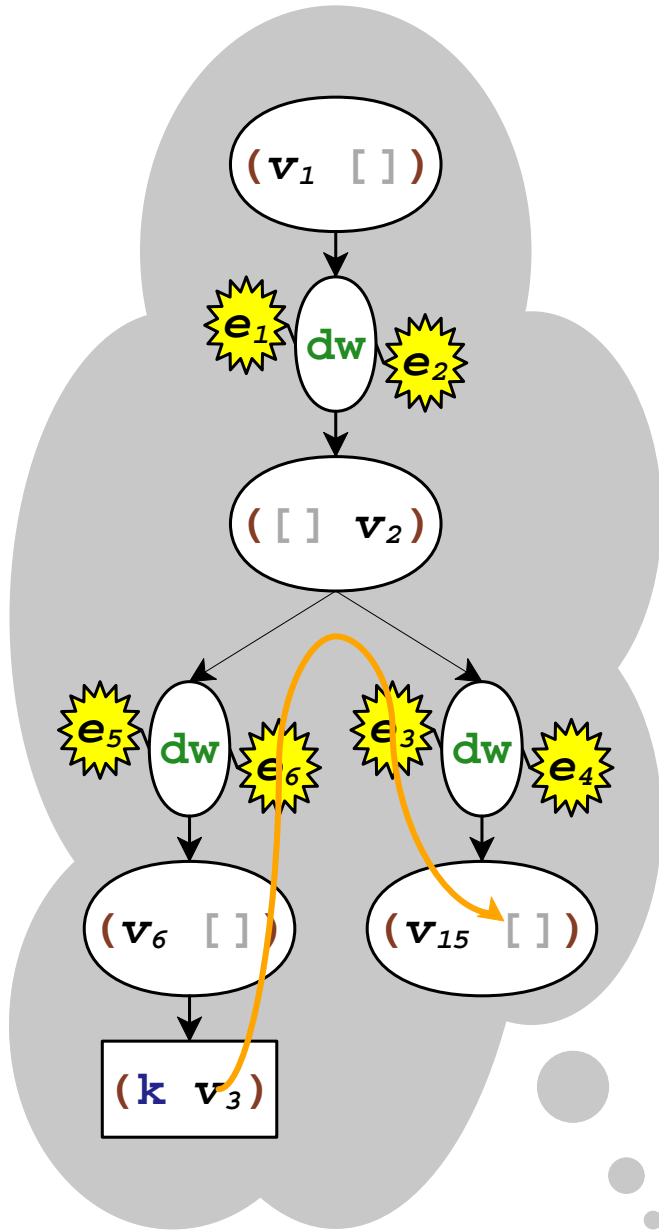 (v₁ [])
e₁ dw e₂
([] v₂)
e₅ dw e₆ e₃ dw e₄
(v₆ []) (v₁₅ [])
(k v₃)